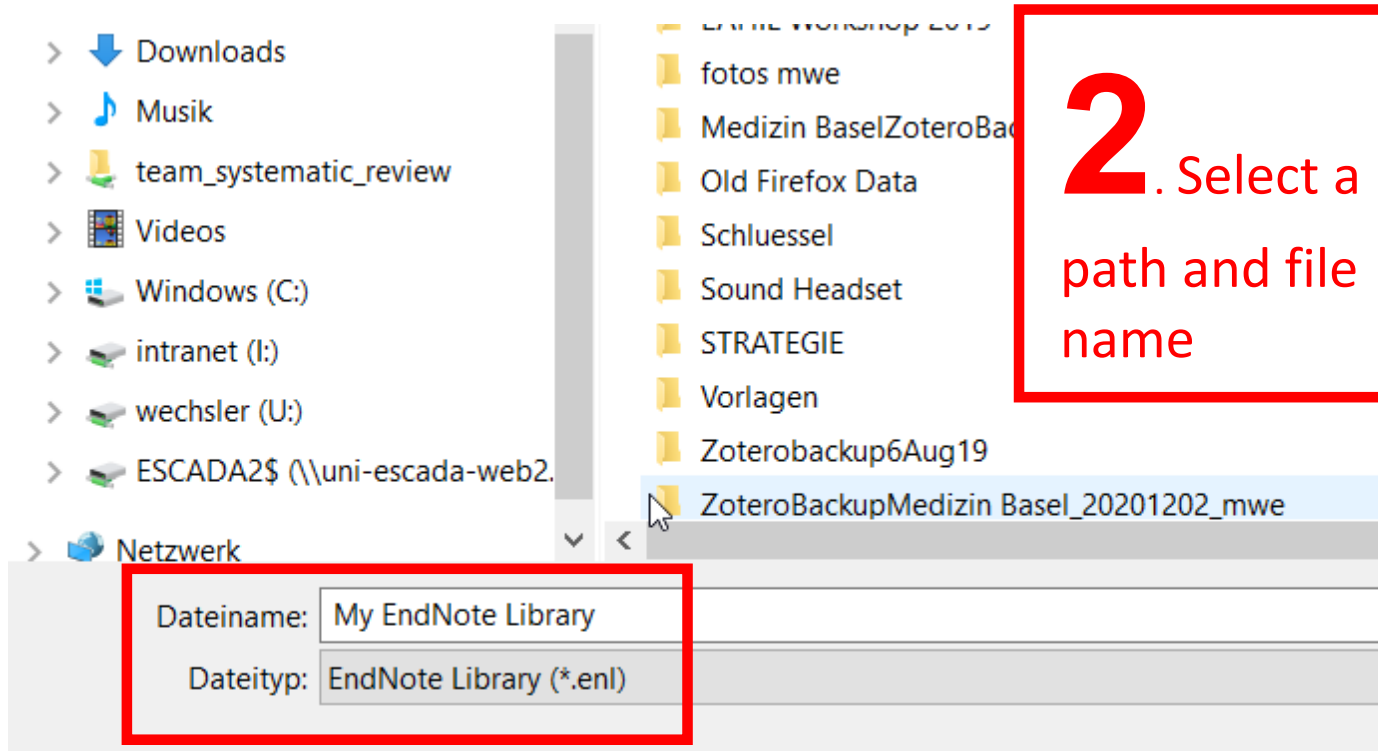 Downloads
Musik
team_systematic_review
Videos
Windows (C:)
intranet (I:)
wechsler (U:)
ESCADA2$ (\\uni-escada-web2.
Netzwerk
fotos mwe
Medizin BaselZoteroBac
Old Firefox Data
Schluessel
Sound Headset
STRATEGIE
Vorlagen
Zoterobackup6Aug19
ZoteroBackupMedizin Basel_20201202_mwe
2. Select a
path and file
name
Dateiname: My EndNote Library
Dateityp: EndNote Library (*.enl)